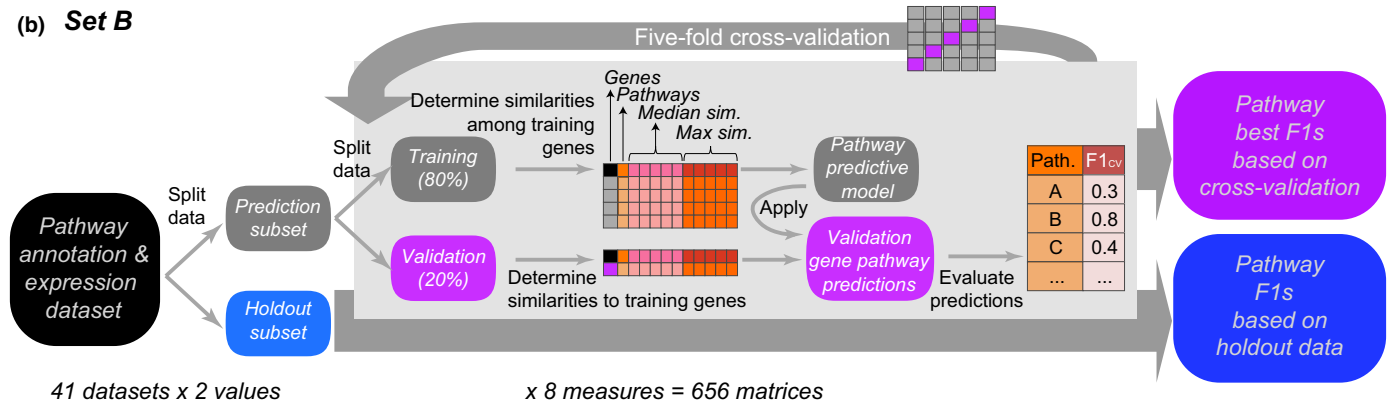 (b) Set B
Five-fold cross-validation
Pathway
annotation &
expression
dataset
Split
data
Prediction
subset
Holdout
subset
Split
data
Training
(80%)
Validation
(20%)
Determine similarities
among training
genes
Genes
Pathways
Median sim.
Max sim.
Determine
similarities to training genes
Pathway
predictive
model
Apply
Validation
gene pathway
predictions
Evaluate
predictions
Path. F1cv
A 0.3
B 0.8
C 0.4
... ...
Pathway
best F1s
based on
cross-validation
Pathway
F1s
based on
holdout data
41 datasets x 2 values x 8 measures = 656 matrices